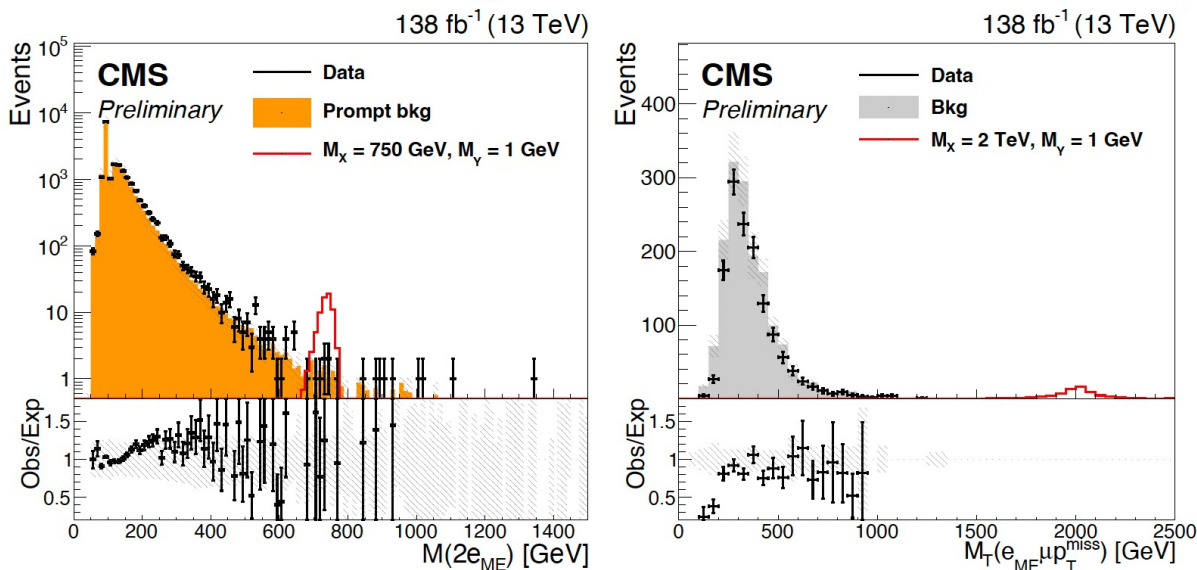 138 fb⁻¹ (13 TeV)
Events
10⁵
10⁴
10³
10²
10
1
CMS
Preliminary
Data
Prompt bkg
M_X = 750 GeV, M_Y = 1 GeV
Obs/Exp
1.5
1
0.5
0 200 400 600 800 1000 1200 1400
M(2e_ME) [GeV]
138 fb⁻¹ (13 TeV)
Events
400
300
200
100
CMS
Preliminary
Data
Bkg
M_X = 2 TeV, M_Y = 1 GeV
Obs/Exp
1.5
1
0.5
0 500 1000 1500 2000 2500
M_T(e_ME μp_T^miss) [GeV]